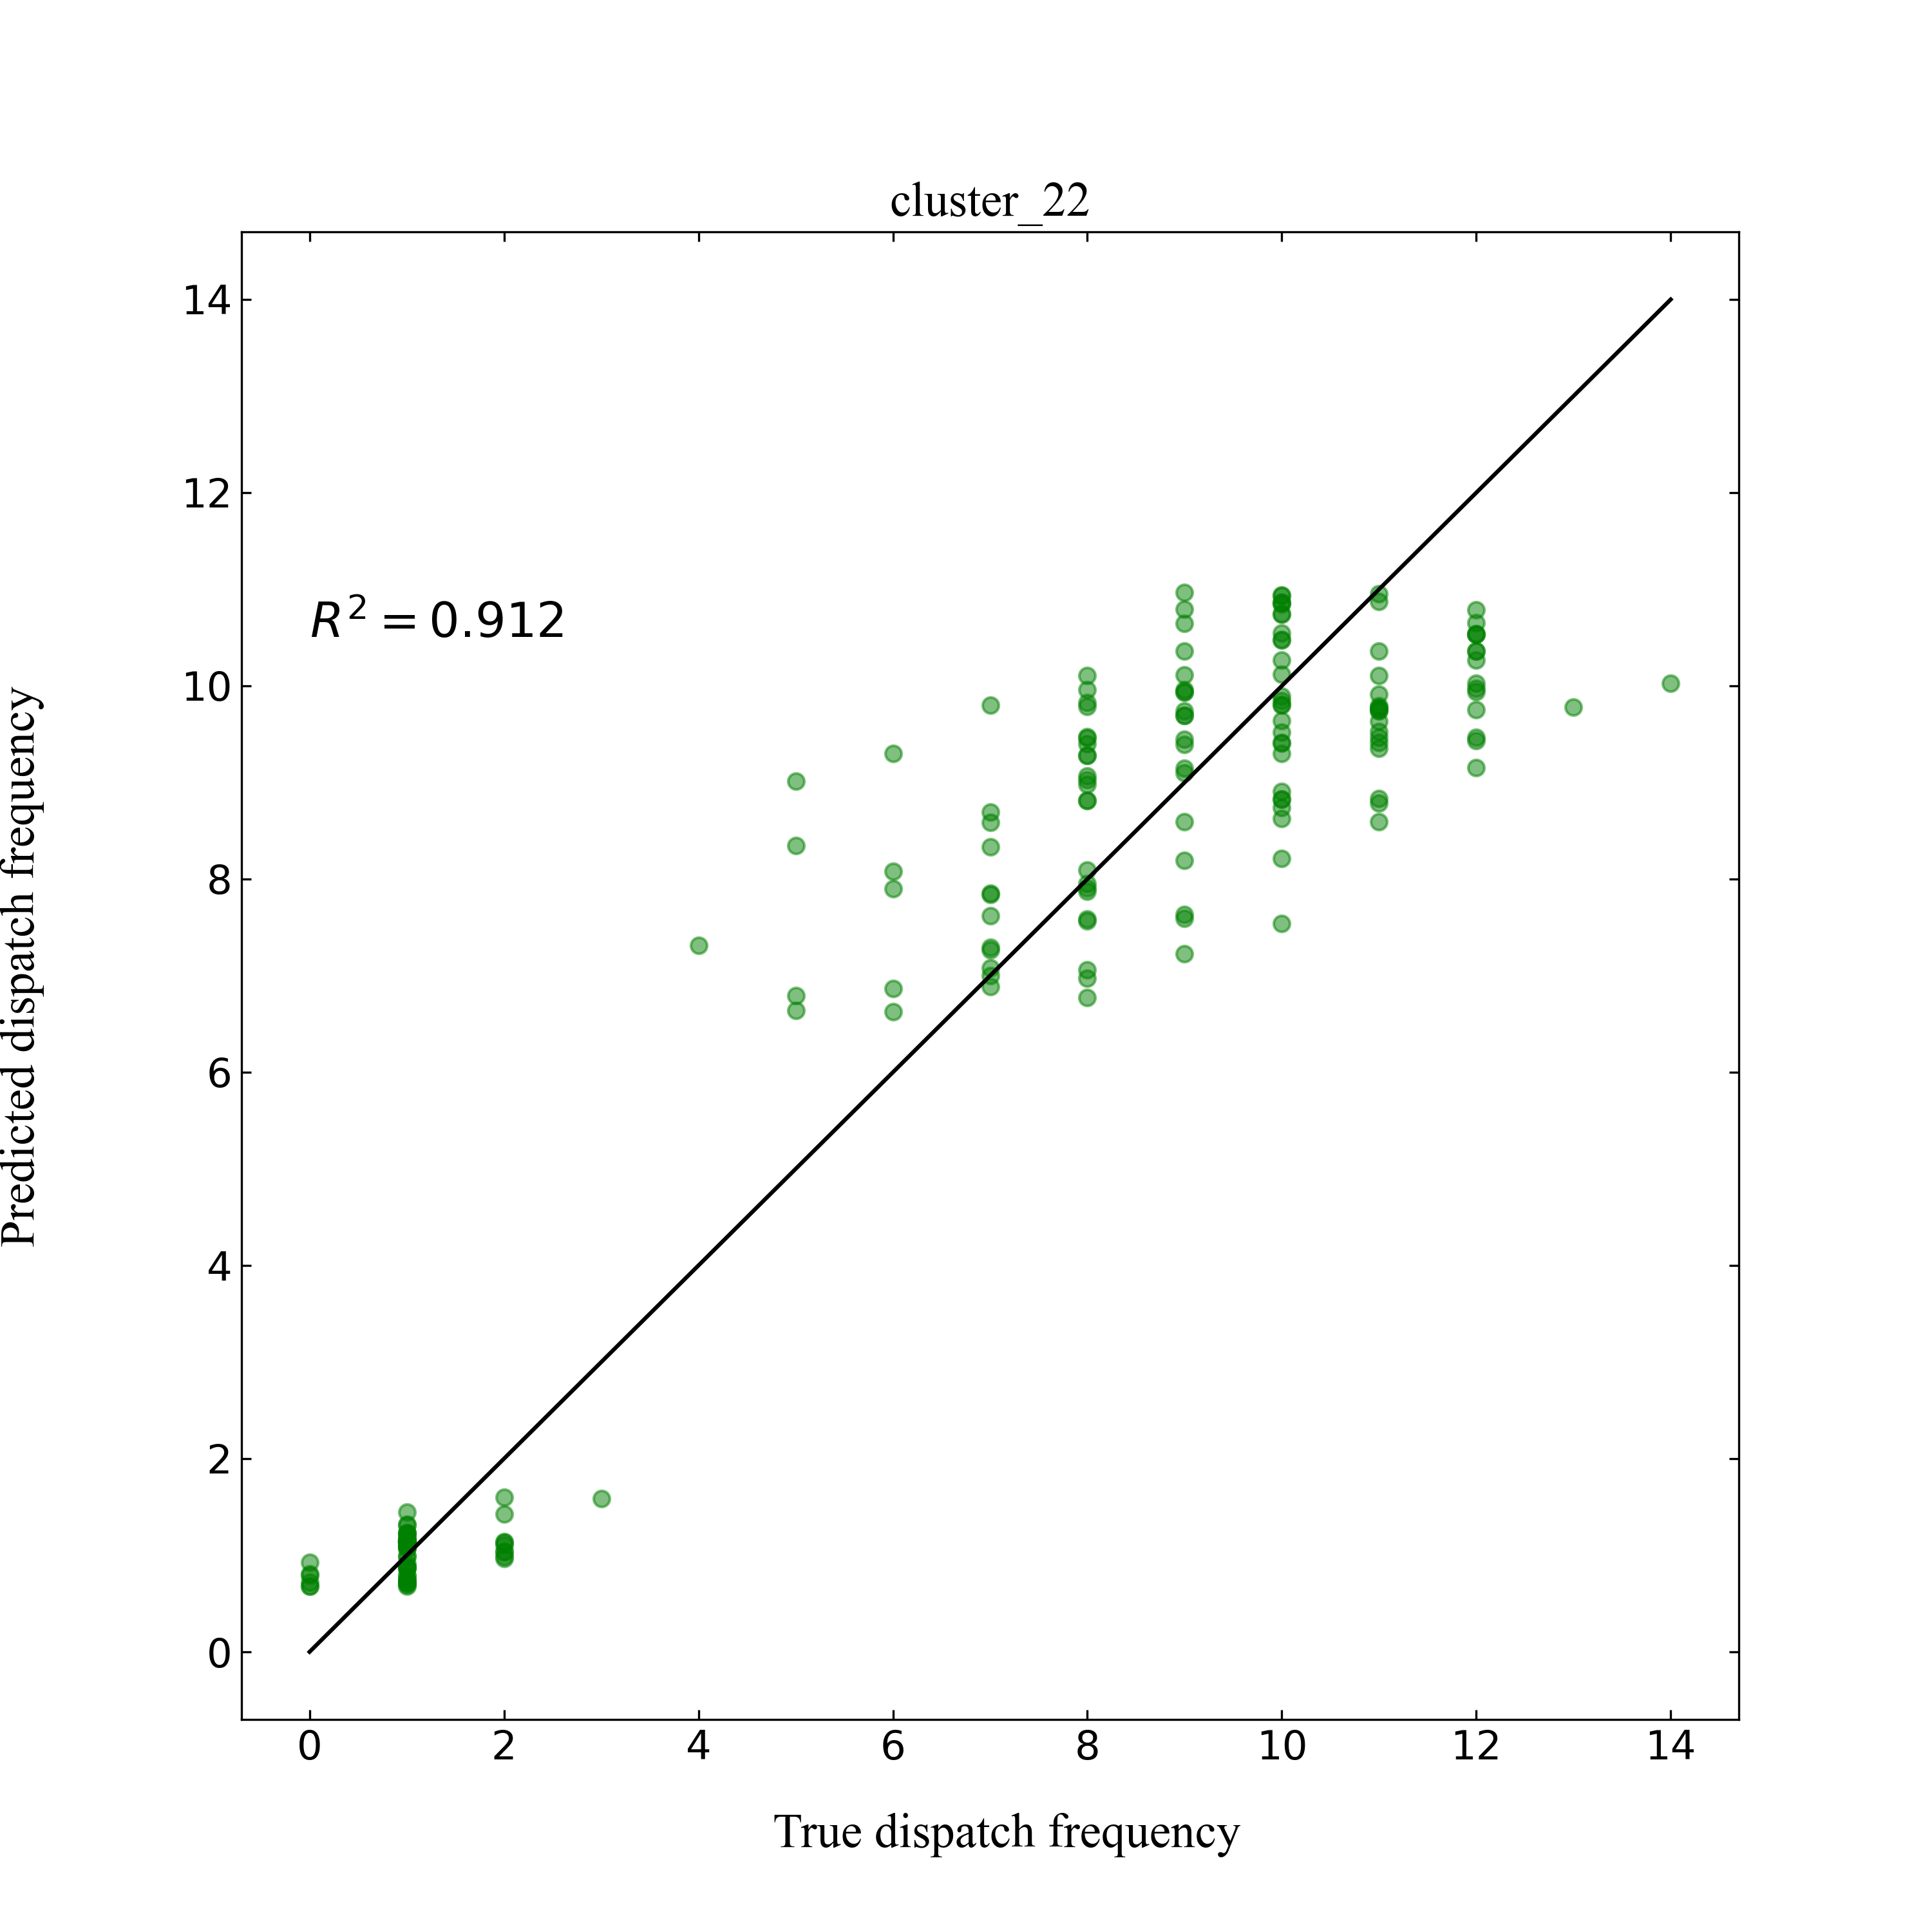 cluster_22
14
12
10
8
6
4
2
0
R² = 0.912
Predicted dispatch frequency
0 2 4 6 8 10 12 14
True dispatch frequency